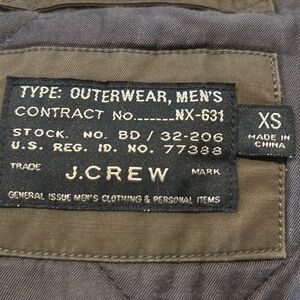 TYPE: OUTERWEAR, MEN'S
CONTRACT NO.......NX-631
STOCK. NO. BD / 32-206
U.S. REG. ID. NO. 77388
TRADE J.CREW MARK
GENERAL ISSUE MEN'S CLOTHING & PERSONAL ITEMS
XS
MADE IN
CHINA